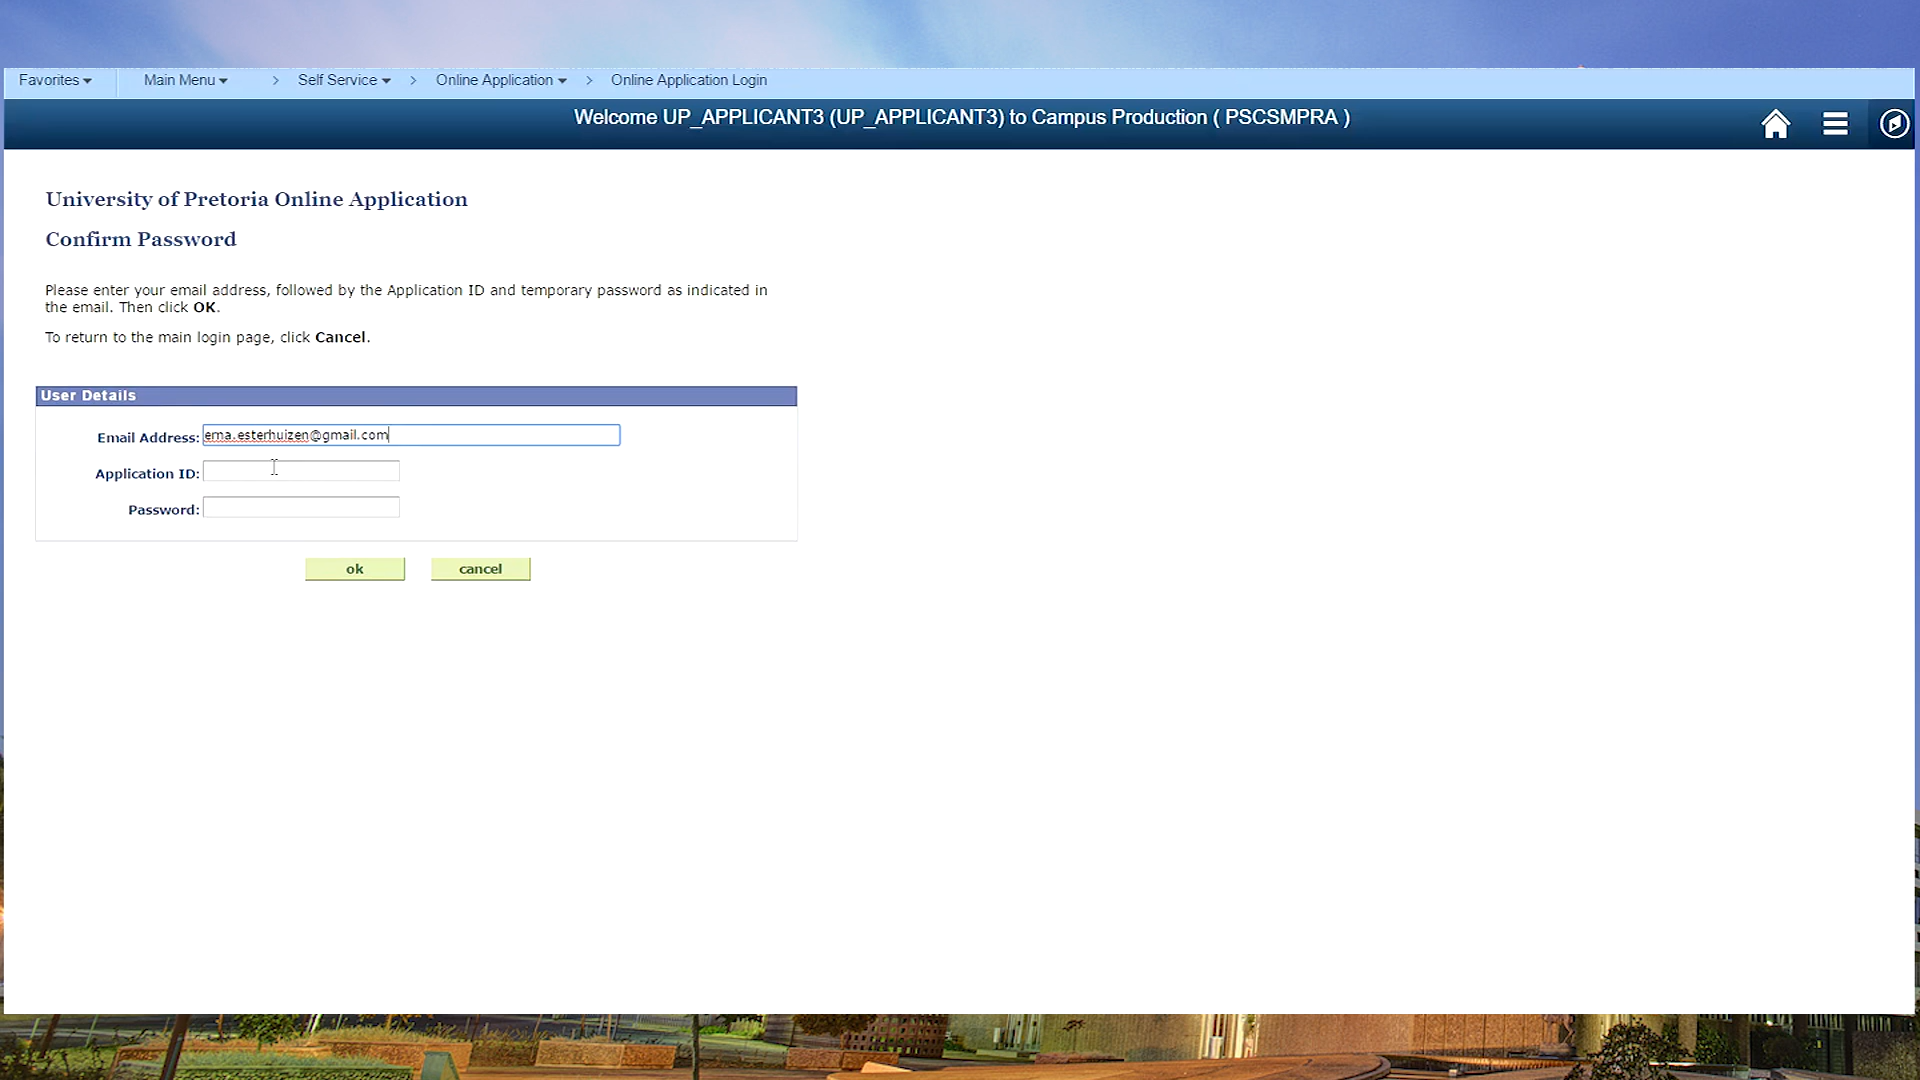 Favorites Main Menu > Self Service > Online Application > Online Application Login
Welcome UP_APPLICANT3 (UP_APPLICANT3) to Campus Production ( PSCSMPRA )
University of Pretoria Online Application
Confirm Password
Please enter your email address, followed by the Application ID and temporary password as indicated in
the email. Then click OK.
To return to the main login page, click Cancel.
User Details
Email Address: erna.esterhuizen@gmail.com
Application ID:
Password:
ok cancel